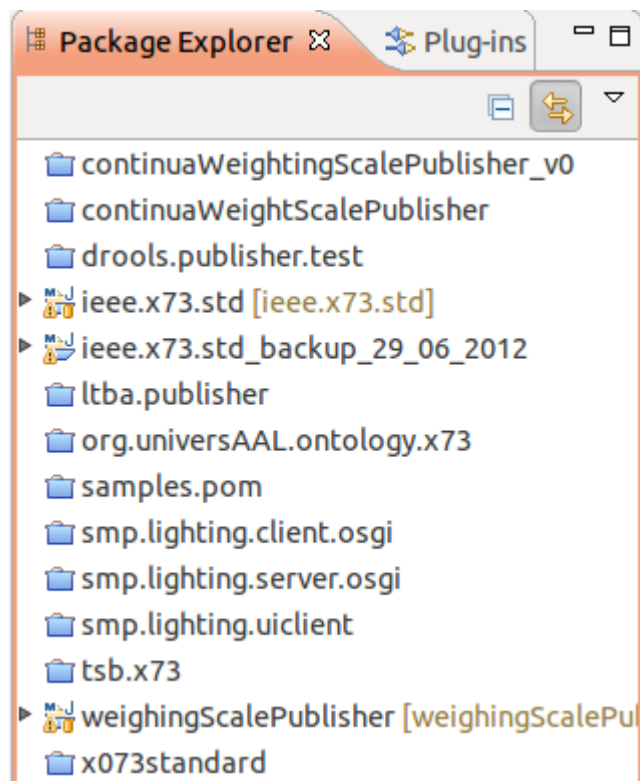 Package Explorer Plug-ins
continuaWeightingScalePublisher_v0
continuaWeightScalePublisher
drools.publisher.test
ieee.x73.std [ieee.x73.std]
ieee.x73.std_backup_29_06_2012
ltba.publisher
org.universAAL.ontology.x73
samples.pom
smp.lighting.client.osgi
smp.lighting.server.osgi
smp.lighting.uiclient
tsb.x73
weighingScalePublisher [weighingScalePul
x073standard